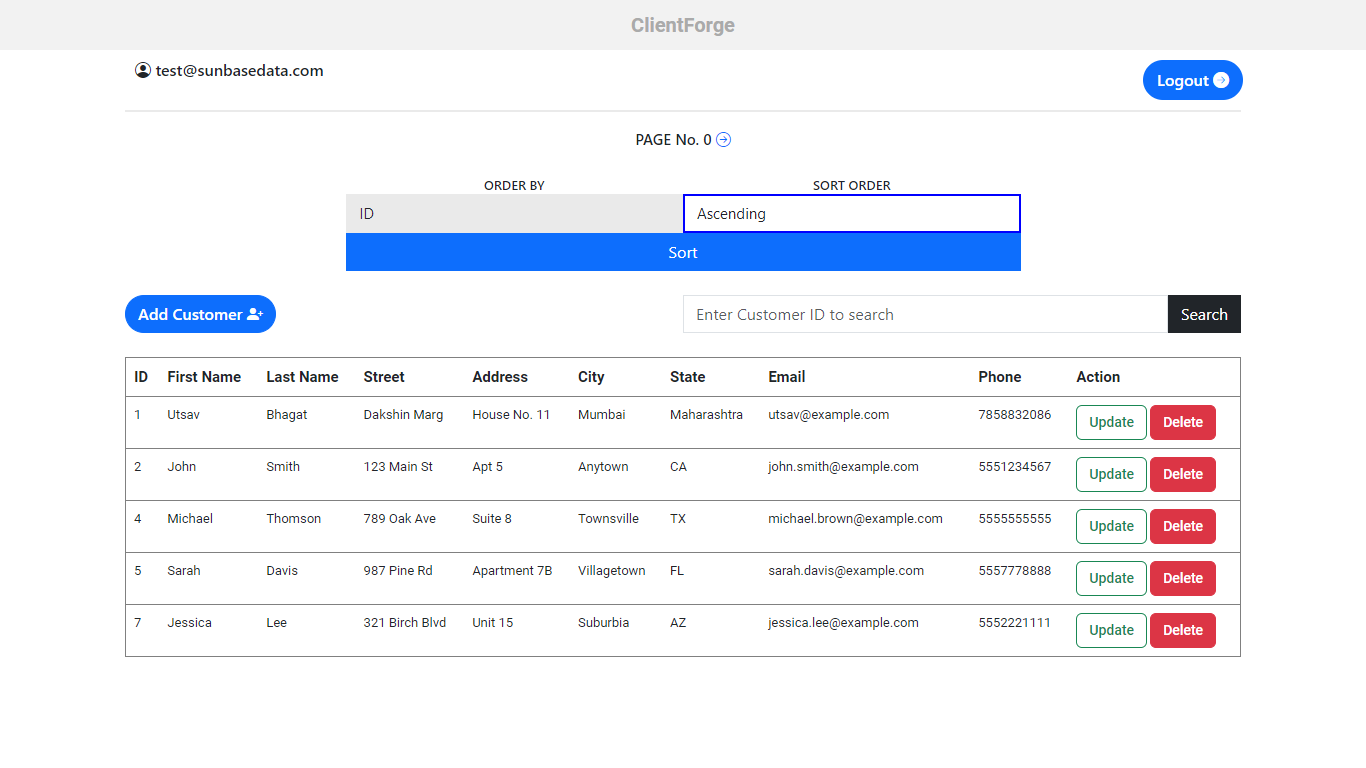 ClientForge
test@sunbasedata.com Logout
PAGE No. 0
ORDER BY SORT ORDER
ID Ascending
Sort
Add Customer Enter Customer ID to search Search
ID First Name Last Name Street Address City State Email Phone Action
1 Utsav Bhagat Dakshin Marg House No. 11 Mumbai Maharashtra utsav@example.com 7858832086 Update Delete
2 John Smith 123 Main St Apt 5 Anytown CA john.smith@example.com 5551234567 Update Delete
4 Michael Thomson 789 Oak Ave Suite 8 Townsville TX michael.brown@example.com 5555555555 Update Delete
5 Sarah Davis 987 Pine Rd Apartment 7B Villagetown FL sarah.davis@example.com 5557778888 Update Delete
7 Jessica Lee 321 Birch Blvd Unit 15 Suburbia AZ jessica.lee@example.com 5552221111 Update Delete